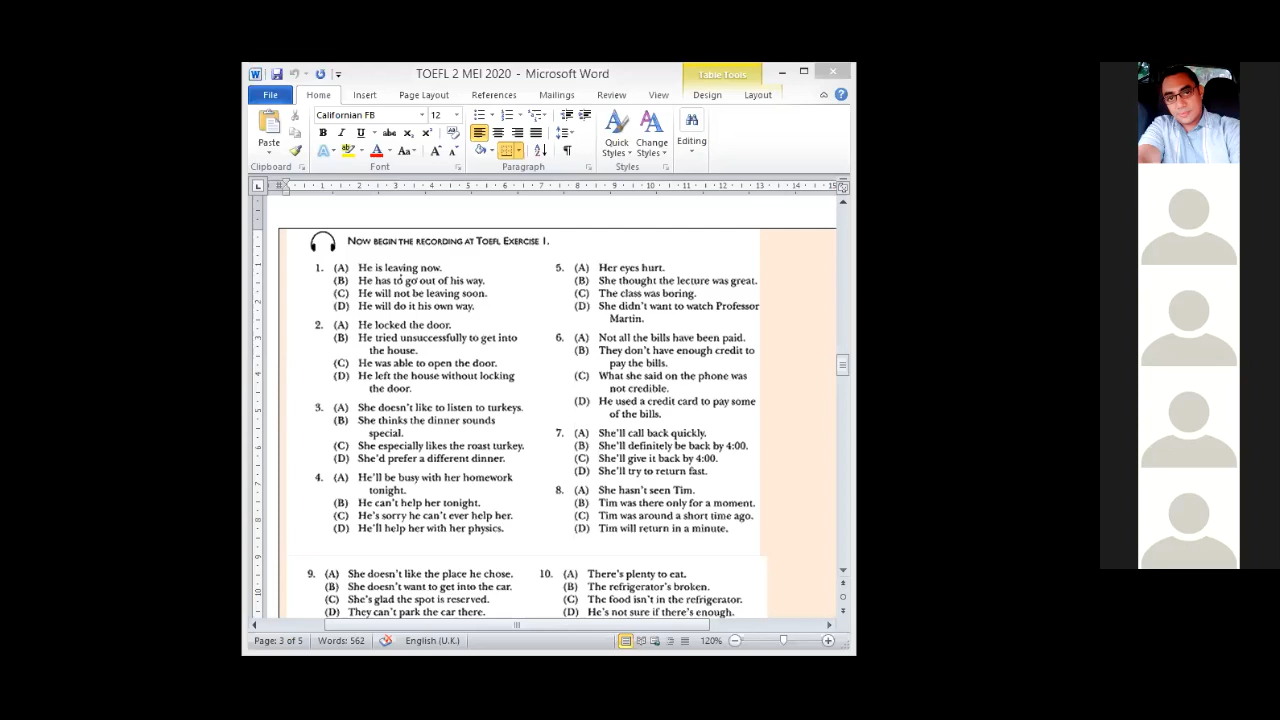 TOEFL 2 MEI 2020 - Microsoft Word
Table Tools
File
Home
Insert
Page Layout
References
Mailings
Review
View
Design
Layout
Californian FB
12
Paste
Quick Styles
Change Styles
Editing
Clipboard
Font
Paragraph
Styles
1 2 3 4 5 6 7 8 9 10 11 12 13 14 15
NOW BEGIN THE RECORDING AT TOEFL EXERCISE 1.
1. (A) He is leaving now.
(B) He has to go out of his way.
(C) He will not be leaving soon.
(D) He will do it his own way.
2. (A) He locked the door.
(B) He tried unsuccessfully to get into
the house.
(C) He was able to open the door.
(D) He left the house without locking
the door.
3. (A) She doesn't like to listen to turkeys.
(B) She thinks the dinner sounds
special.
(C) She especially likes the roast turkey.
(D) She'd prefer a different dinner.
4. (A) He'll be busy with her homework
tonight.
(B) He can't help her tonight.
(C) He's sorry he can't ever help her.
(D) He'll help her with her physics.
5. (A) Her eyes hurt.
(B) She thought the lecture was great.
(C) The class was boring.
(D) She didn't want to watch Professor
Martin.
6. (A) Not all the bills have been paid.
(B) They don't have enough credit to
pay the bills.
(C) What she said on the phone was
not credible.
(D) He used a credit card to pay some
of the bills.
7. (A) She'll call back quickly.
(B) She'll definitely be back by 4:00.
(C) She'll give it back by 4:00.
(D) She'll try to return fast.
8. (A) She hasn't seen Tim.
(B) Tim was there only for a moment.
(C) Tim was around a short time ago.
(D) Tim will return in a minute.
9. (A) She doesn't like the place he chose.
(B) She doesn't want to get into the car.
(C) She's glad the spot is reserved.
(D) They can't park the car there.
10. (A) There's plenty to eat.
(B) The refrigerator's broken.
(C) The food isn't in the refrigerator.
(D) He's not sure if there's enough.
Page: 3 of 5
Words: 562
English (U.K.)
120%